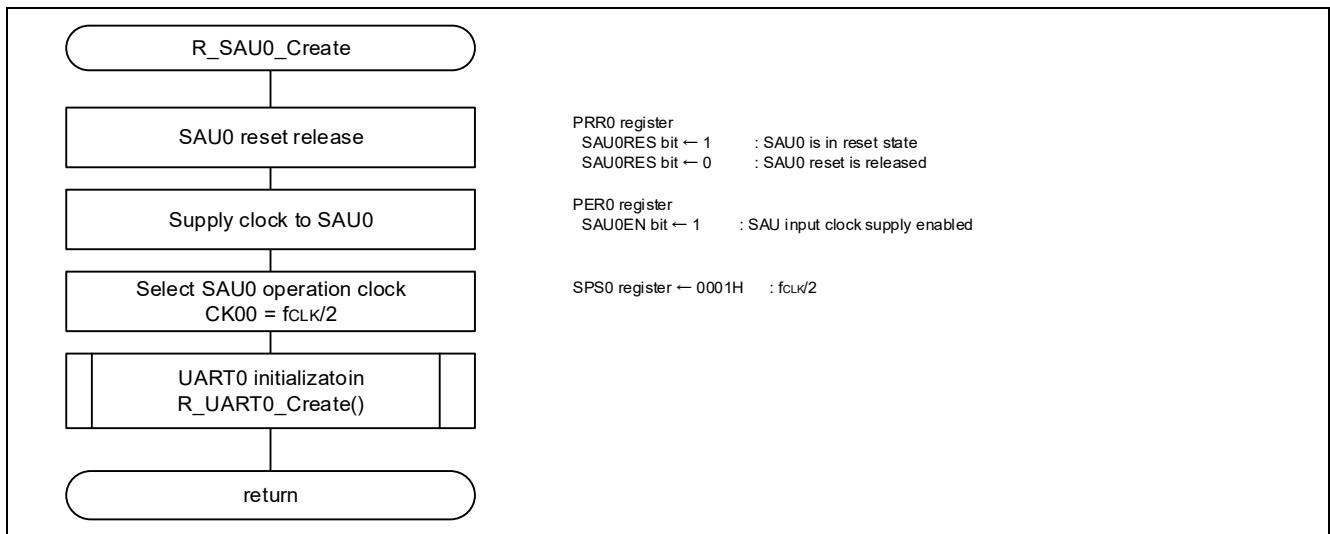 R_SAU0_Create
SAU0 reset release
PRR0 register
SAU0RES bit ← 1 : SAU0 is in reset state
SAU0RES bit ← 0 : SAU0 reset is released
Supply clock to SAU0
PER0 register
SAU0EN bit ← 1 : SAU input clock supply enabled
Select SAU0 operation clock
CK00 = fCLK/2
SPS0 register ← 0001H : fCLK/2
UART0 initializatoin
R_UART0_Create()
return